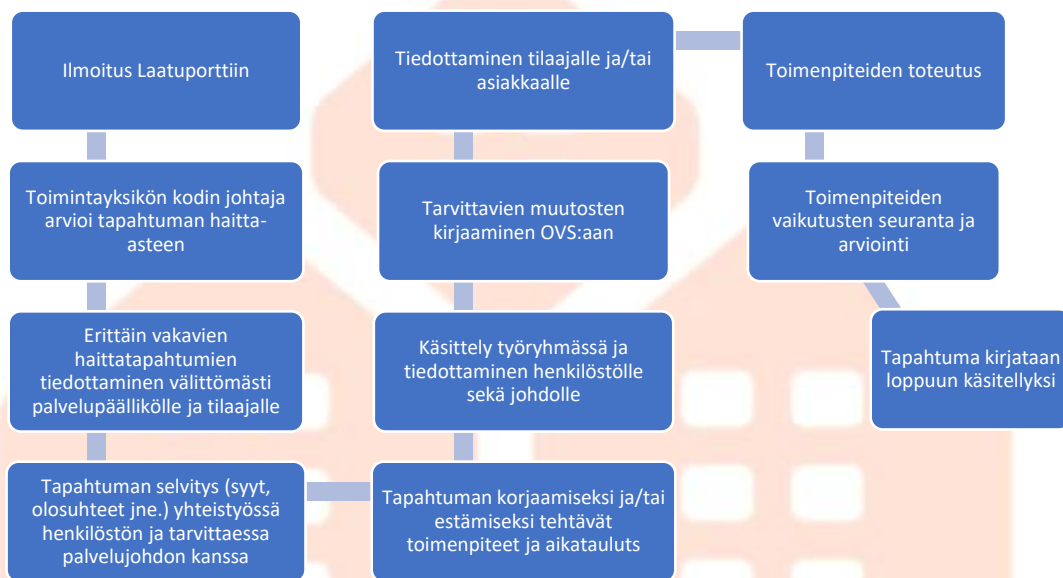 Ilmoitus Laatuporttiin
Toimintayksikön kodin johtaja
arvioi tapahtuman haitta-
asteen
Erittäin vakavien
haittatapahtumien
tiedottaminen välittömästi
palvelupäällikölle ja tilaajalle
Tapahtuman selvitys (syyt,
olosuhteet jne.) yhteistyössä
henkilöstön ja tarvittaessa
palvelujohdon kanssa
Tapahtuman korjaamiseksi ja/tai
estämiseksi tehtävät
toimenpiteet ja aikatauluts
Käsittely työryhmässä ja
tiedottaminen henkilöstölle
sekä johdolle
Tarvittavien muutosten
kirjaaminen OVS:aan
Tiedottaminen tilaajalle ja/tai
asiakkaalle
Toimenpiteiden toteutus
Toimenpiteiden
vaikutusten seuranta ja
arviointi
Tapahtuma kirjataan
loppuun käsitellyksi